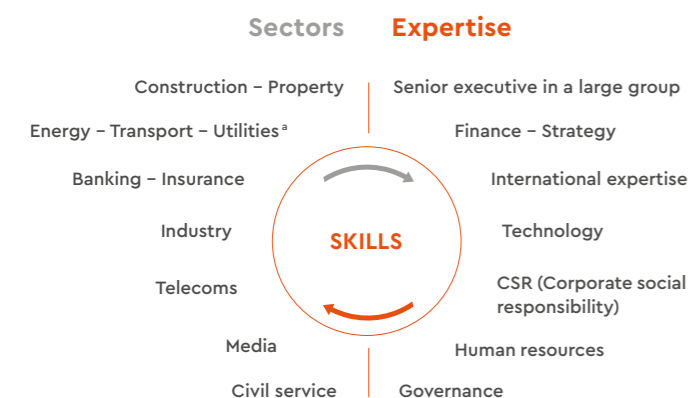 Sectors Expertise
Construction – Property
Senior executive in a large group
Energy – Transport – Utilitiesᵃ
Finance – Strategy
Banking – Insurance
International expertise
Industry
SKILLS
Technology
Telecoms
CSR (Corporate social
responsibility)
Media
Human resources
Civil service
Governance